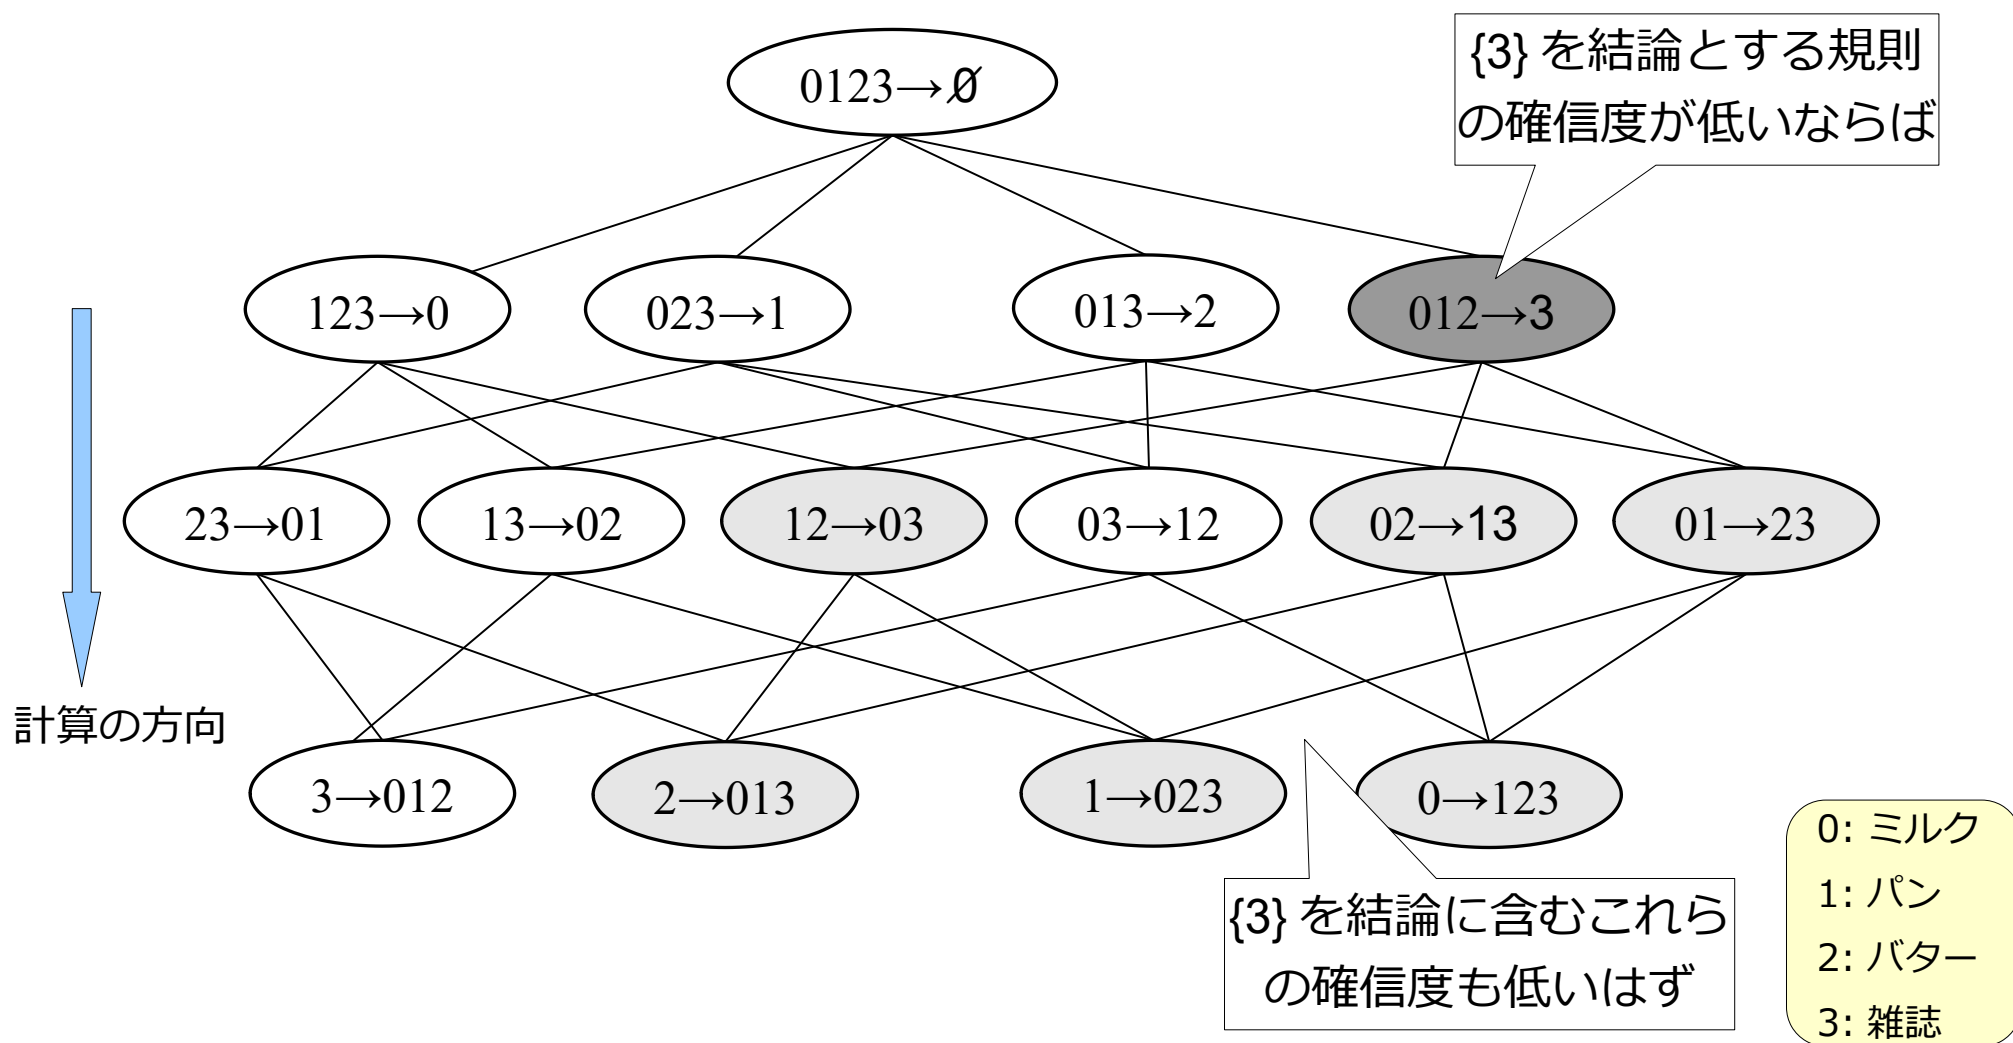 {3} を結論とする規則
の確信度が低いならば
0123→∅
123→0
023→1
013→2
012→3
23→01
13→02
12→03
03→12
02→13
01→23
計算の方向
3→012
2→013
1→023
0→123
{3} を結論に含むこれら
の確信度も低いはず
0: ミルク
1: パン
2: バター
3: 雑誌